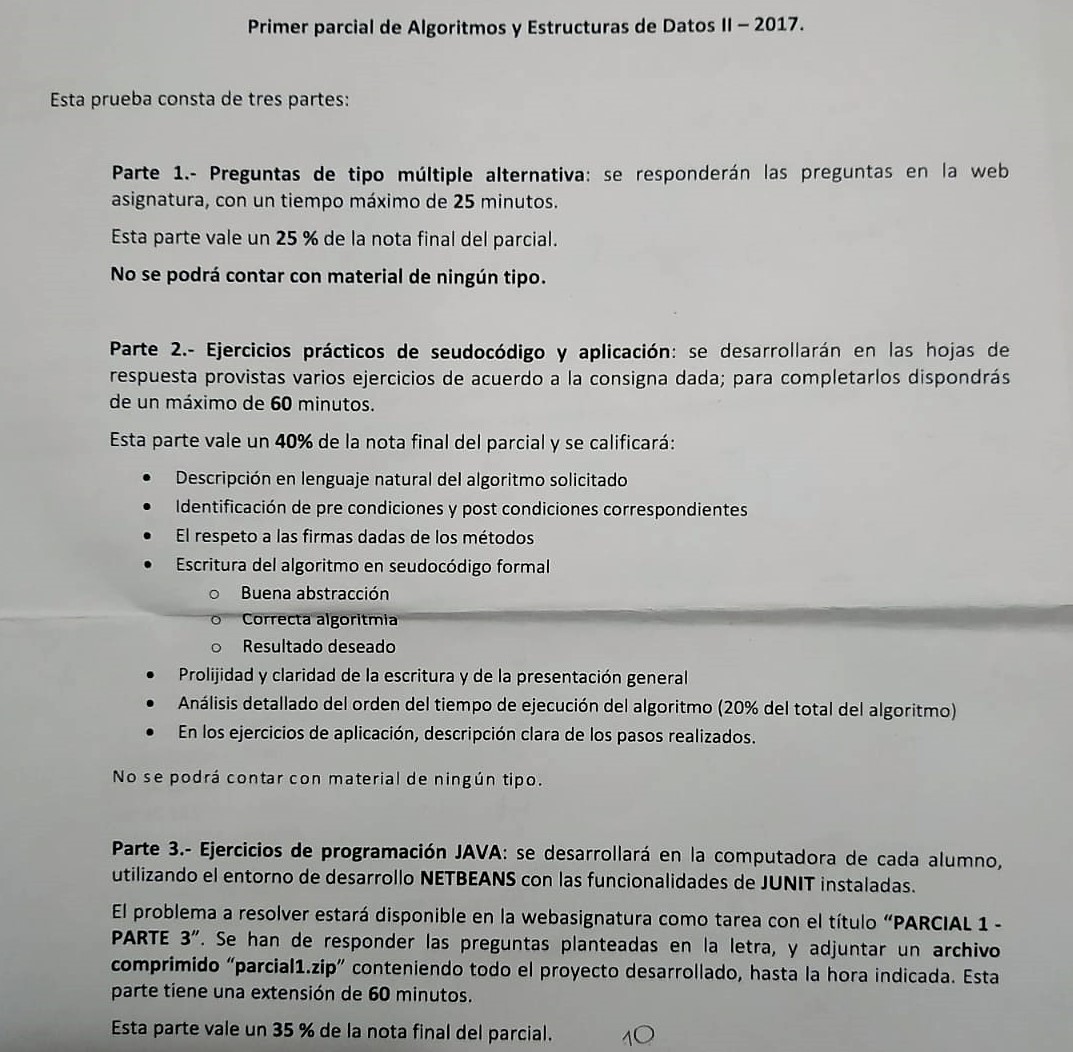 Primer parcial de Algoritmos y Estructuras de Datos II – 2017.
Esta prueba consta de tres partes:
Parte 1.- Preguntas de tipo múltiple alternativa: se responderán las preguntas en la web
asignatura, con un tiempo máximo de 25 minutos.
Esta parte vale un 25 % de la nota final del parcial.
No se podrá contar con material de ningún tipo.
Parte 2.- Ejercicios prácticos de seudocódigo y aplicación: se desarrollarán en las hojas de
respuesta provistas varios ejercicios de acuerdo a la consigna dada; para completarlos dispondrás
de un máximo de 60 minutos.
Esta parte vale un 40% de la nota final del parcial y se calificará:
• Descripción en lenguaje natural del algoritmo solicitado
• Identificación de pre condiciones y post condiciones correspondientes
• El respeto a las firmas dadas de los métodos
• Escritura del algoritmo en seudocódigo formal
o Buena abstracción
o Correcta algoritmia
o Resultado deseado
• Prolijidad y claridad de la escritura y de la presentación general
• Análisis detallado del orden del tiempo de ejecución del algoritmo (20% del total del algoritmo)
• En los ejercicios de aplicación, descripción clara de los pasos realizados.
No se podrá contar con material de ningún tipo.
Parte 3.- Ejercicios de programación JAVA: se desarrollará en la computadora de cada alumno,
utilizando el entorno de desarrollo NETBEANS con las funcionalidades de JUNIT instaladas.
El problema a resolver estará disponible en la webasignatura como tarea con el título “PARCIAL 1 -
PARTE 3”. Se han de responder las preguntas planteadas en la letra, y adjuntar un archivo
comprimido “parcial1.zip” conteniendo todo el proyecto desarrollado, hasta la hora indicada. Esta
parte tiene una extensión de 60 minutos.
Esta parte vale un 35 % de la nota final del parcial. 10